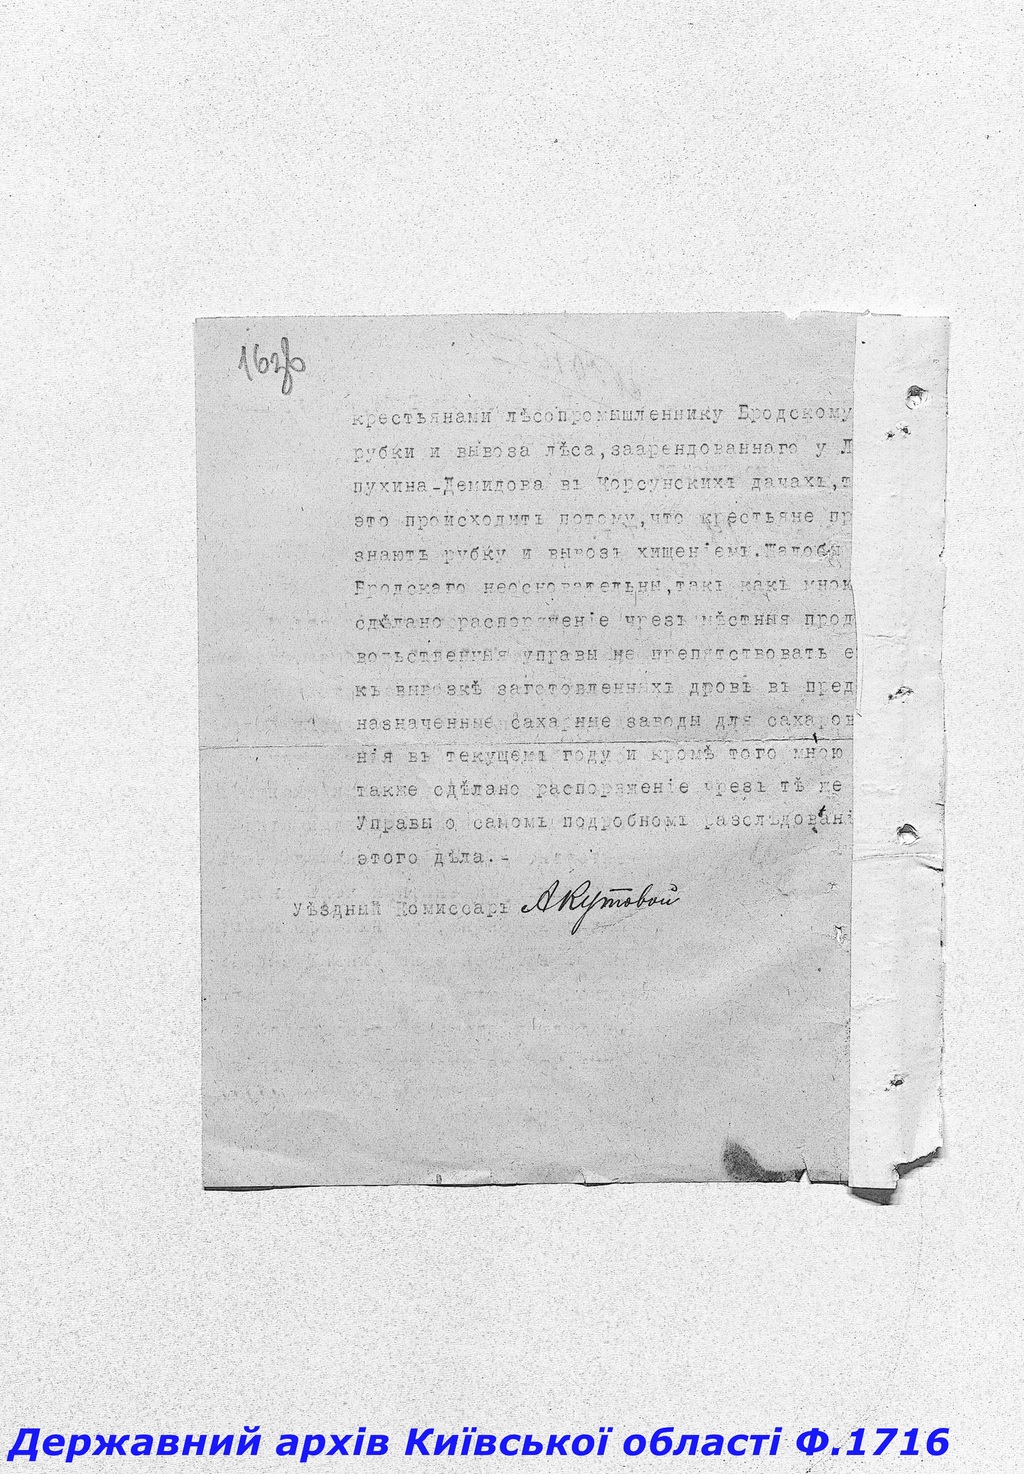 16 зв
крестьянами лѣсопромышленнику Бродскому
рубки и вывоза лѣса,заарендованнаго у Л
пухина-Демидова въ Корсунскихъ дачахъ,т
это происходитъ потому,что крестьяне пр
знаютъ рубку и вывозъ хищеніемъ.Жалобы
Бродскаго неосновательны,такъ какъ мною
сдѣлано распоряженіе чрезъ мѣстныя прод
вольственныя управы не препятствовать е
къ вывозкѣ заготовленныхъ дровъ въ пред
назначенные сахарные заводы для сахаров
нія въ текущемъ году и кромѣ того мною
также сдѣлано распоряженіе чрезъ тѣ же
Управы о самомъ подробномъ разслѣдовані
этого дѣла.-
Уѣздный Комиссаръ АКутовой
Державний архів Київської області Ф.1716